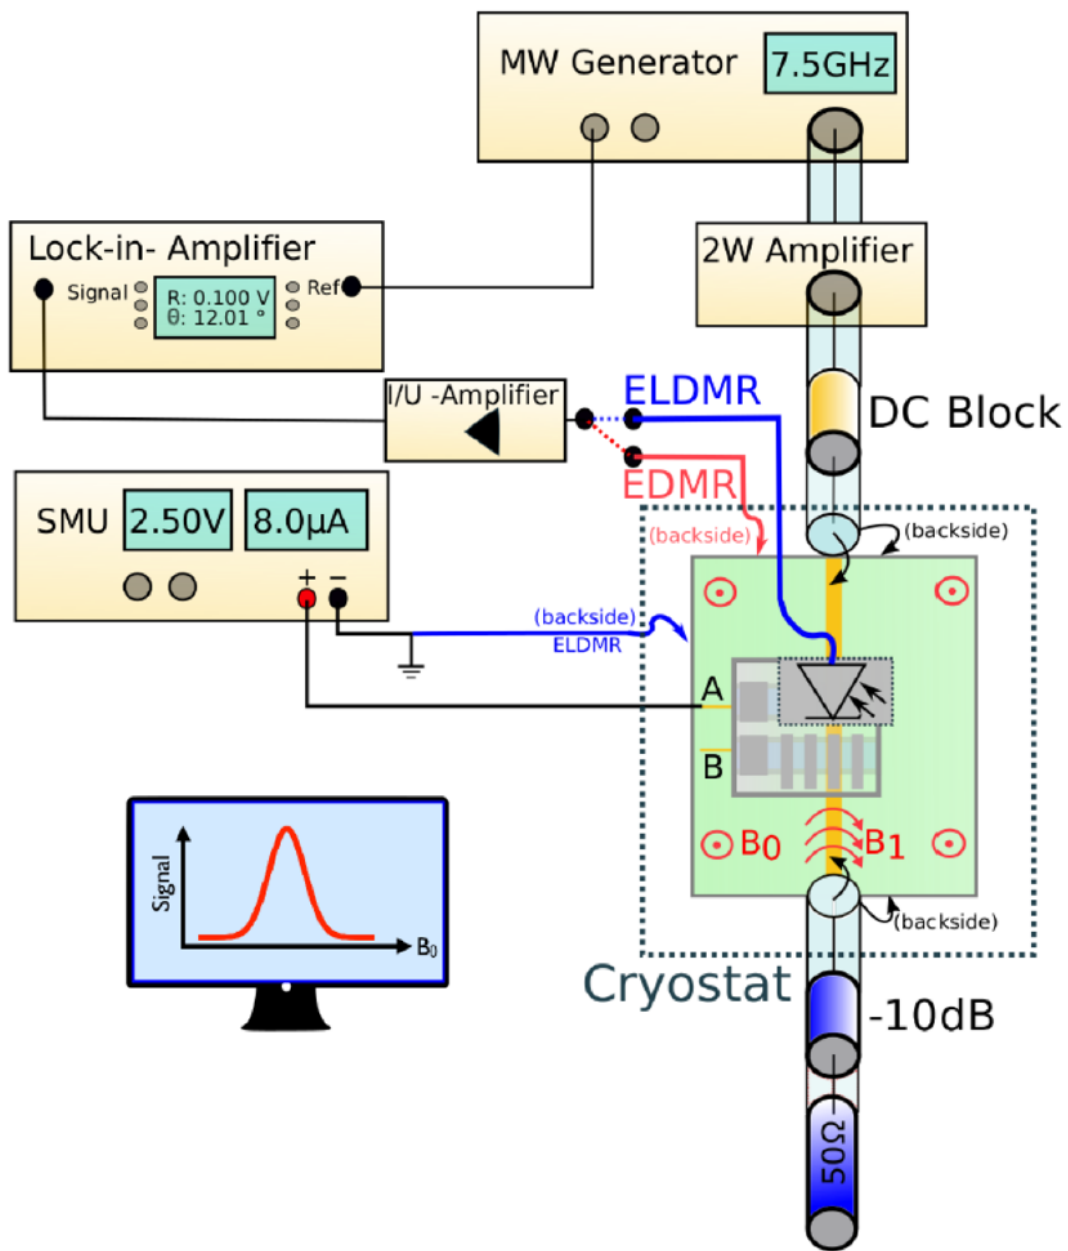 MW Generator
7.5GHz
Lock-in- Amplifier
Signal
R: 0.100 V
θ: 12.01 °
Ref
2W Amplifier
I/U -Amplifier
ELDMR
EDMR
DC Block
SMU
2.50V
8.0µA
+ −
(backside)
(backside)
(backside)
ELDMR
A
B
B0
B1
(backside)
Signal
B0
Cryostat
-10dB
50Ω